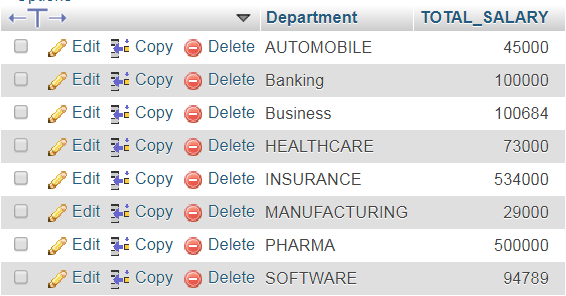 Options
Department TOTAL_SALARY
Edit Copy Delete AUTOMOBILE 45000
Edit Copy Delete Banking 100000
Edit Copy Delete Business 100684
Edit Copy Delete HEALTHCARE 73000
Edit Copy Delete INSURANCE 534000
Edit Copy Delete MANUFACTURING 29000
Edit Copy Delete PHARMA 500000
Edit Copy Delete SOFTWARE 94789